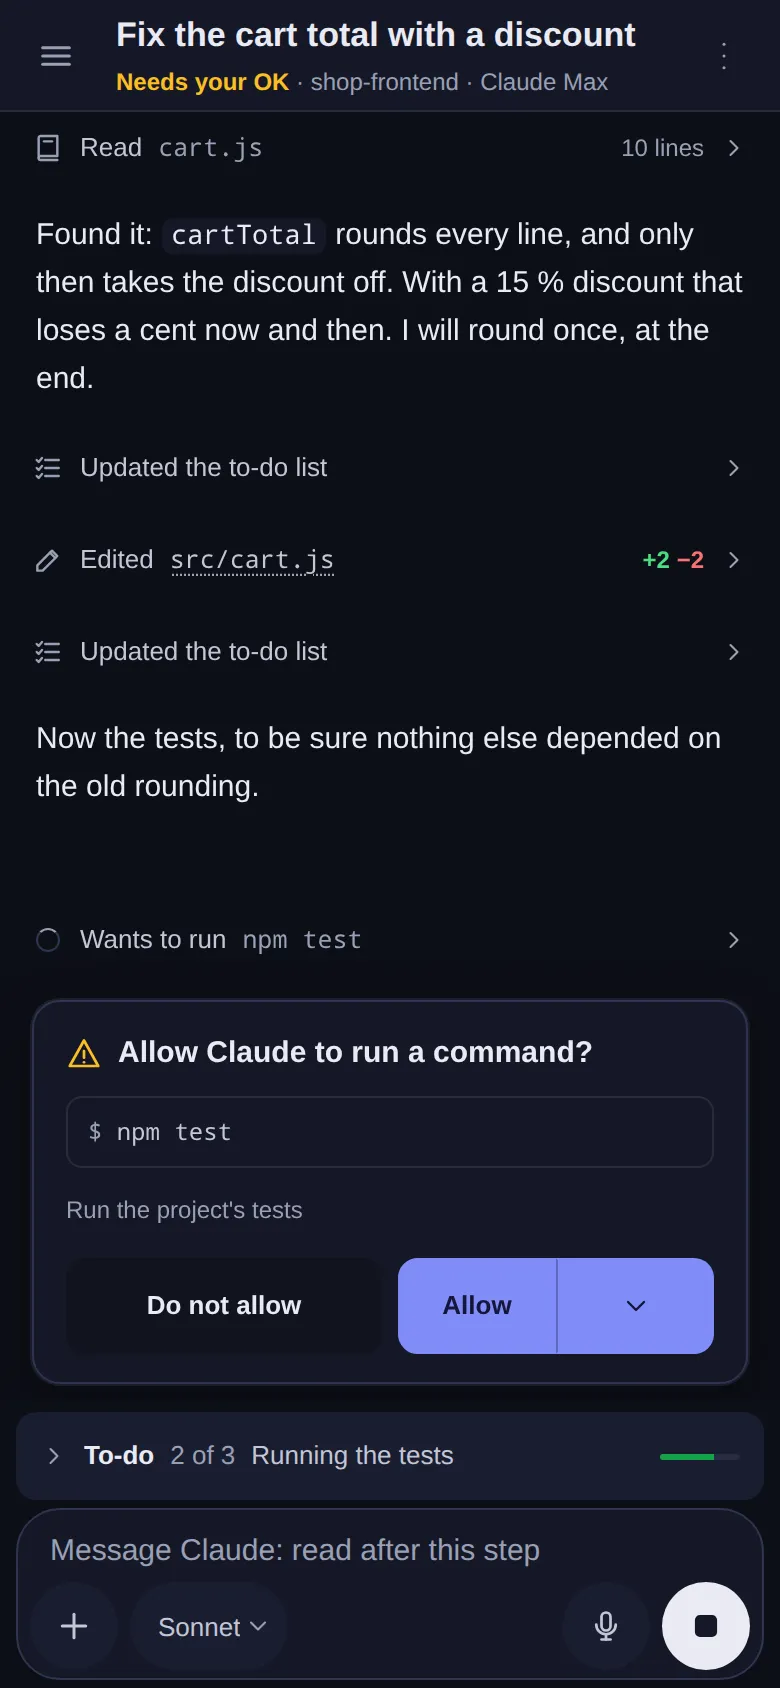 Fix the cart total with a discount
Needs your OK · shop-frontend · Claude Max
Read cart.js 10 lines
Found it: cartTotal rounds every line, and only
then takes the discount off. With a 15 % discount that
loses a cent now and then. I will round once, at the
end.
Updated the to-do list
Edited src/cart.js +2 −2
Updated the to-do list
Now the tests, to be sure nothing else depended on
the old rounding.
Wants to run npm test
Allow Claude to run a command?
$ npm test
Run the project's tests
Do not allow Allow
To-do 2 of 3 Running the tests
Message Claude: read after this step
Sonnet